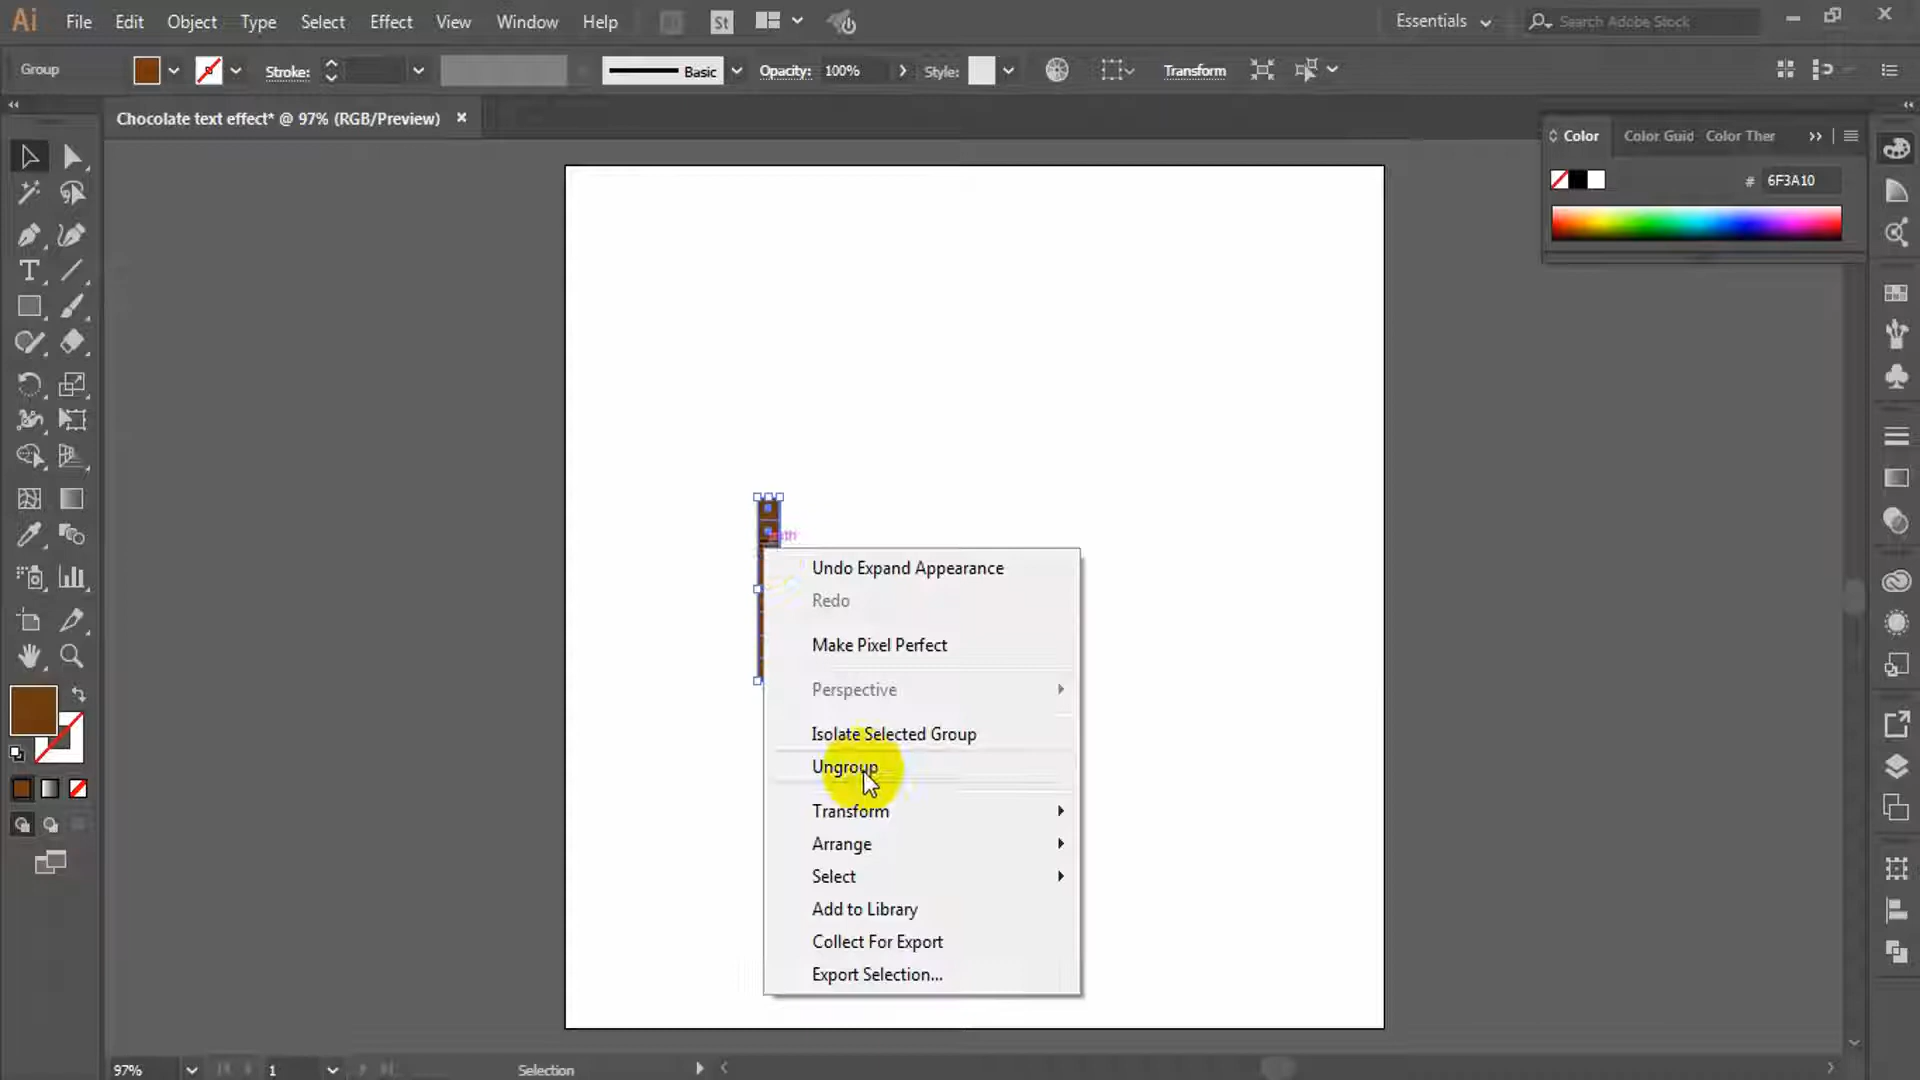 Ai File Edit Object Type Select Effect View Window Help St Essentials Search Adobe Stock
Group Stroke: Basic Opacity: 100% Style: Transform
Chocolate text effect* @ 97% (RGB/Preview) ×
Color Color Guid Color Ther
# 6F3A10
Undo Expand Appearance
Redo
Make Pixel Perfect
Perspective
Isolate Selected Group
Ungroup
Transform
Arrange
Select
Add to Library
Collect For Export
Export Selection...
97% 1 Selection